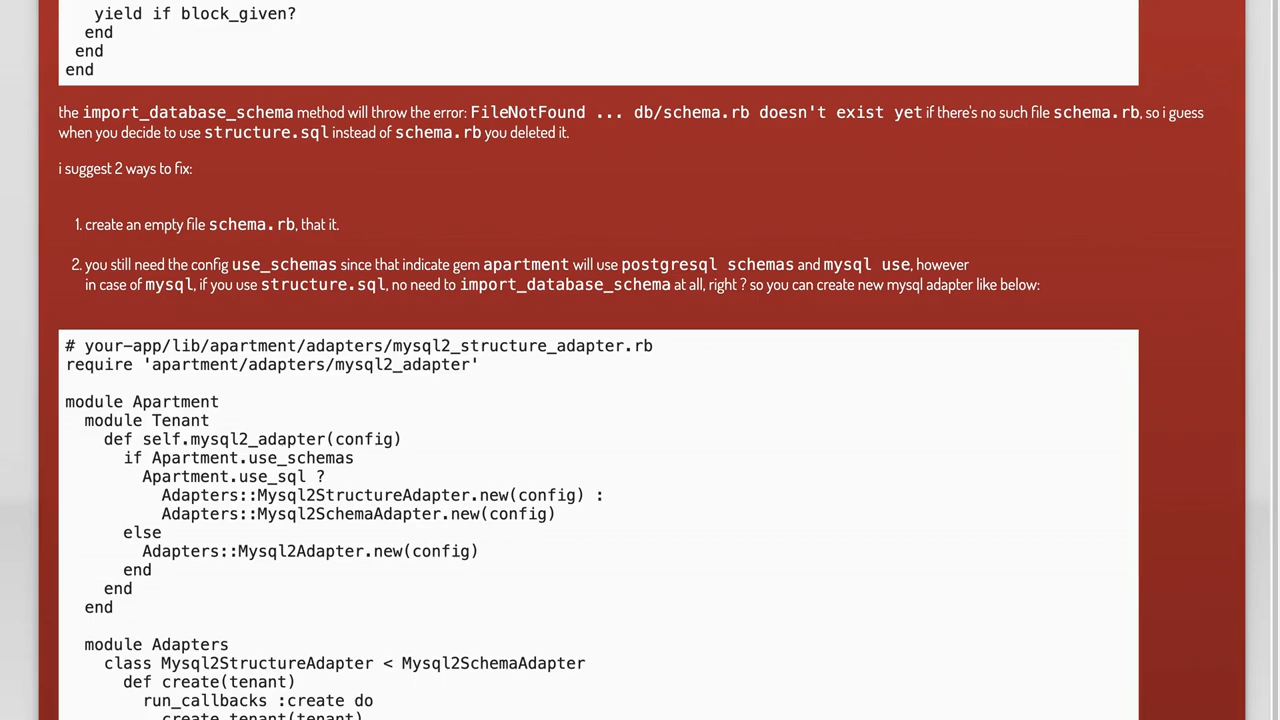 yield if block_given?
end
end
end
the import_database_schema method will throw the error: FileNotFound ... db/schema.rb doesn't exist yet if there's no such file schema.rb, so i guess
when you decide to use structure.sql instead of schema.rb you deleted it.
i suggest 2 ways to fix:
1. create an empty file schema.rb, that it.
2. you still need the config use_schemas since that indicate gem apartment will use postgresql schemas and mysql use, however
in case of mysql, if you use structure.sql, no need to import_database_schema at all, right ? so you can create new mysql adapter like below:
# your-app/lib/apartment/adapters/mysql2_structure_adapter.rb
require 'apartment/adapters/mysql2_adapter'
module Apartment
module Tenant
def self.mysql2_adapter(config)
if Apartment.use_schemas
Apartment.use_sql ?
Adapters::Mysql2StructureAdapter.new(config) :
Adapters::Mysql2SchemaAdapter.new(config)
else
Adapters::Mysql2Adapter.new(config)
end
end
end
module Adapters
class Mysql2StructureAdapter < Mysql2SchemaAdapter
def create(tenant)
run_callbacks :create do
create_tenant(tenant)